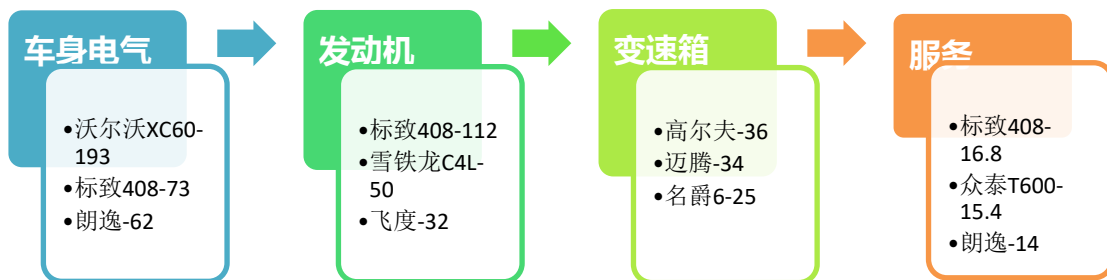 车身电气
•沃尔沃XC60-
193
•标致408-73
•朗逸-62
发动机
•标致408-112
•雪铁龙C4L-
50
•飞度-32
变速箱
•高尔夫-36
•迈腾-34
•名爵6-25
服务
•标致408-
16.8
•众泰T600-
15.4
•朗逸-14